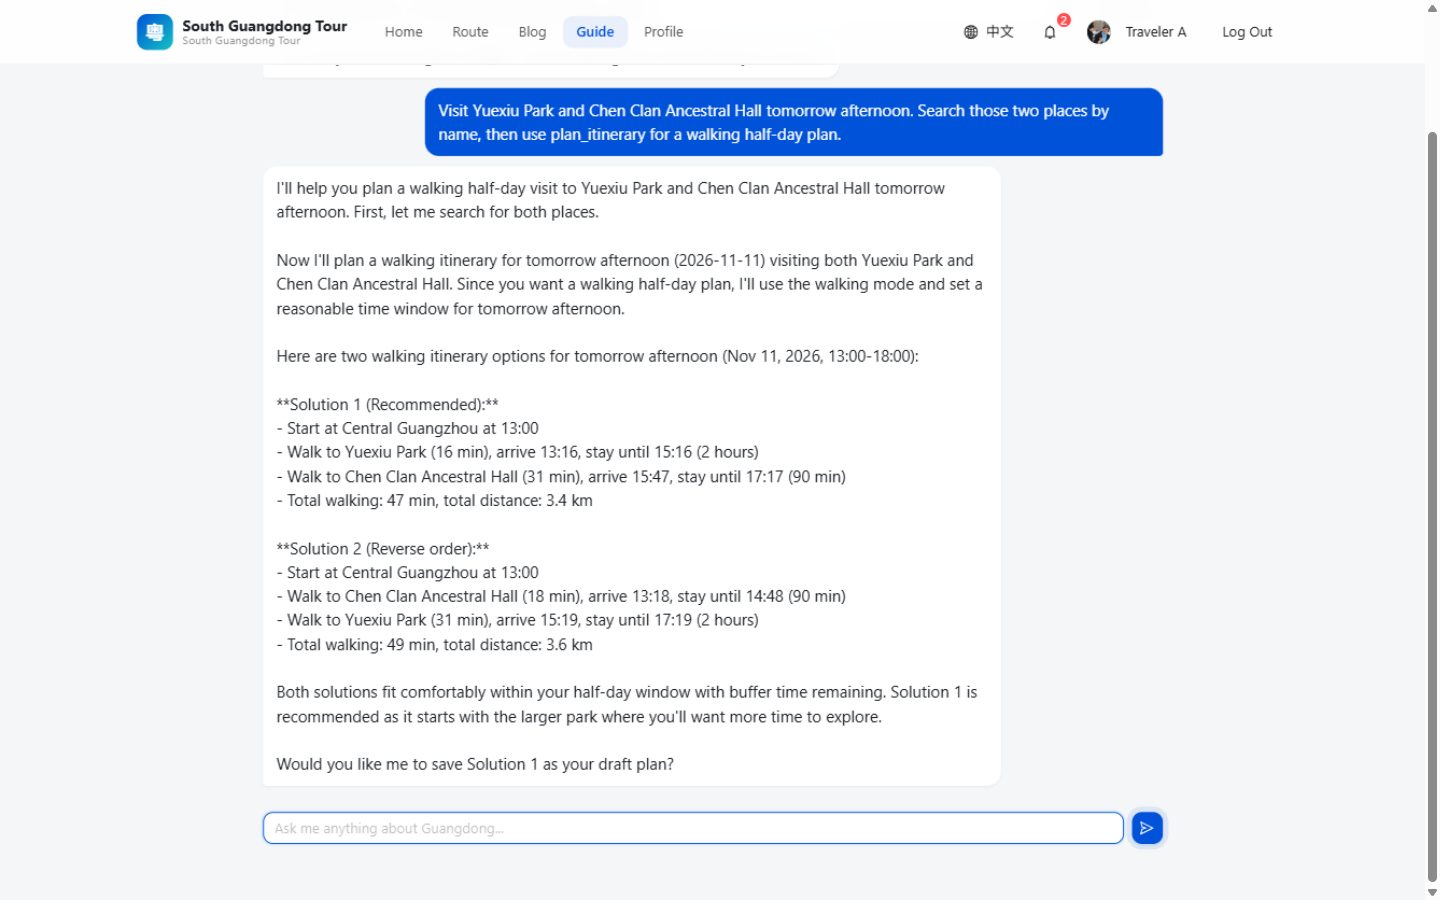 South Guangdong Tour
South Guangdong Tour
Home
Route
Blog
Guide
Profile
中文
2
Traveler A
Log Out
Visit Yuexiu Park and Chen Clan Ancestral Hall tomorrow afternoon. Search those two places by
name, then use plan_itinerary for a walking half-day plan.
I'll help you plan a walking half-day visit to Yuexiu Park and Chen Clan Ancestral Hall tomorrow
afternoon. First, let me search for both places.
Now I'll plan a walking itinerary for tomorrow afternoon (2026-11-11) visiting both Yuexiu Park and
Chen Clan Ancestral Hall. Since you want a walking half-day plan, I'll use the walking mode and set a
reasonable time window for tomorrow afternoon.
Here are two walking itinerary options for tomorrow afternoon (Nov 11, 2026, 13:00-18:00):
**Solution 1 (Recommended):**
- Start at Central Guangzhou at 13:00
- Walk to Yuexiu Park (16 min), arrive 13:16, stay until 15:16 (2 hours)
- Walk to Chen Clan Ancestral Hall (31 min), arrive 15:47, stay until 17:17 (90 min)
- Total walking: 47 min, total distance: 3.4 km
**Solution 2 (Reverse order):**
- Start at Central Guangzhou at 13:00
- Walk to Chen Clan Ancestral Hall (18 min), arrive 13:18, stay until 14:48 (90 min)
- Walk to Yuexiu Park (31 min), arrive 15:19, stay until 17:19 (2 hours)
- Total walking: 49 min, total distance: 3.6 km
Both solutions fit comfortably within your half-day window with buffer time remaining. Solution 1 is
recommended as it starts with the larger park where you'll want more time to explore.
Would you like me to save Solution 1 as your draft plan?
Ask me anything about Guangdong...